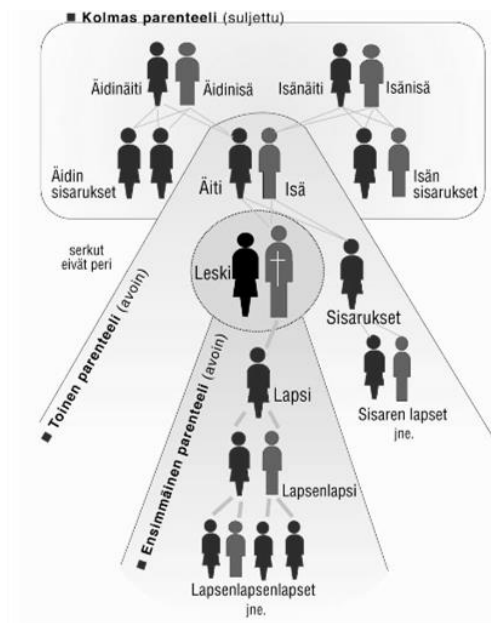 ■ Kolmas parenteeli (suljettu)
Äidinäiti
Äidinisä
Isänäiti
Isänisä
Äidin
sisarukset
Äiti
Isä
Isän
sisarukset
serkut
eivät peri
Leski
Sisarukset
■ Toinen parenteeli (avoin)
■ Ensimmäinen parenteeli (avoin)
Lapsi
Sisaren lapset
jne.
Lapsenlapsi
Lapsenlapsenlapset
jne.